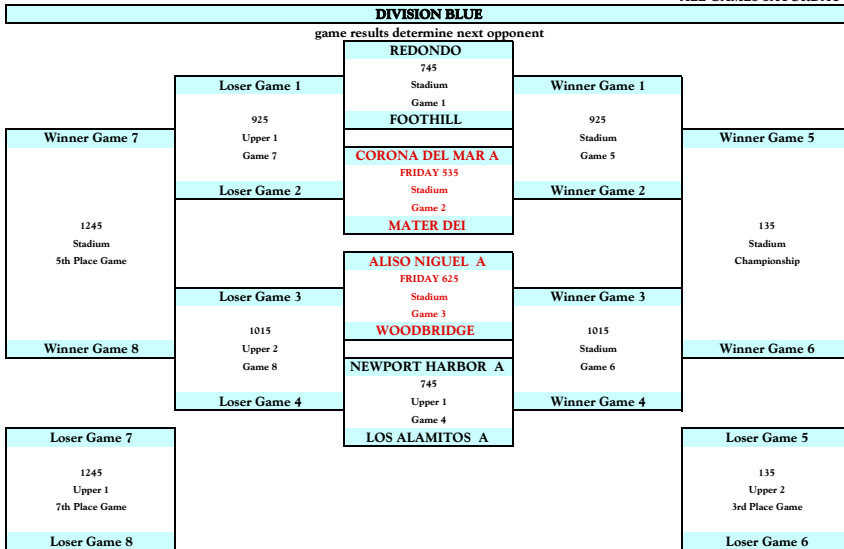 ALL GAMES SATURDAY
DIVISION BLUE
game results determine next opponent
REDONDO
745
Stadium
Game 1
FOOTHILL
CORONA DEL MAR A
FRIDAY 535
Stadium
Game 2
MATER DEI
ALISO NIGUEL A
FRIDAY 625
Stadium
Game 3
WOODBRIDGE
NEWPORT HARBOR A
745
Upper 1
Game 4
LOS ALAMITOS A
Loser Game 1
925
Upper 1
Game 7
Loser Game 2
Loser Game 3
1015
Upper 2
Game 8
Loser Game 4
Winner Game 7
1245
Stadium
5th Place Game
Winner Game 8
Loser Game 7
1245
Upper 1
7th Place Game
Loser Game 8
Winner Game 1
925
Stadium
Game 5
Winner Game 2
Winner Game 3
1015
Stadium
Game 6
Winner Game 4
Winner Game 5
135
Stadium
Championship
Winner Game 6
Loser Game 5
135
Upper 2
3rd Place Game
Loser Game 6